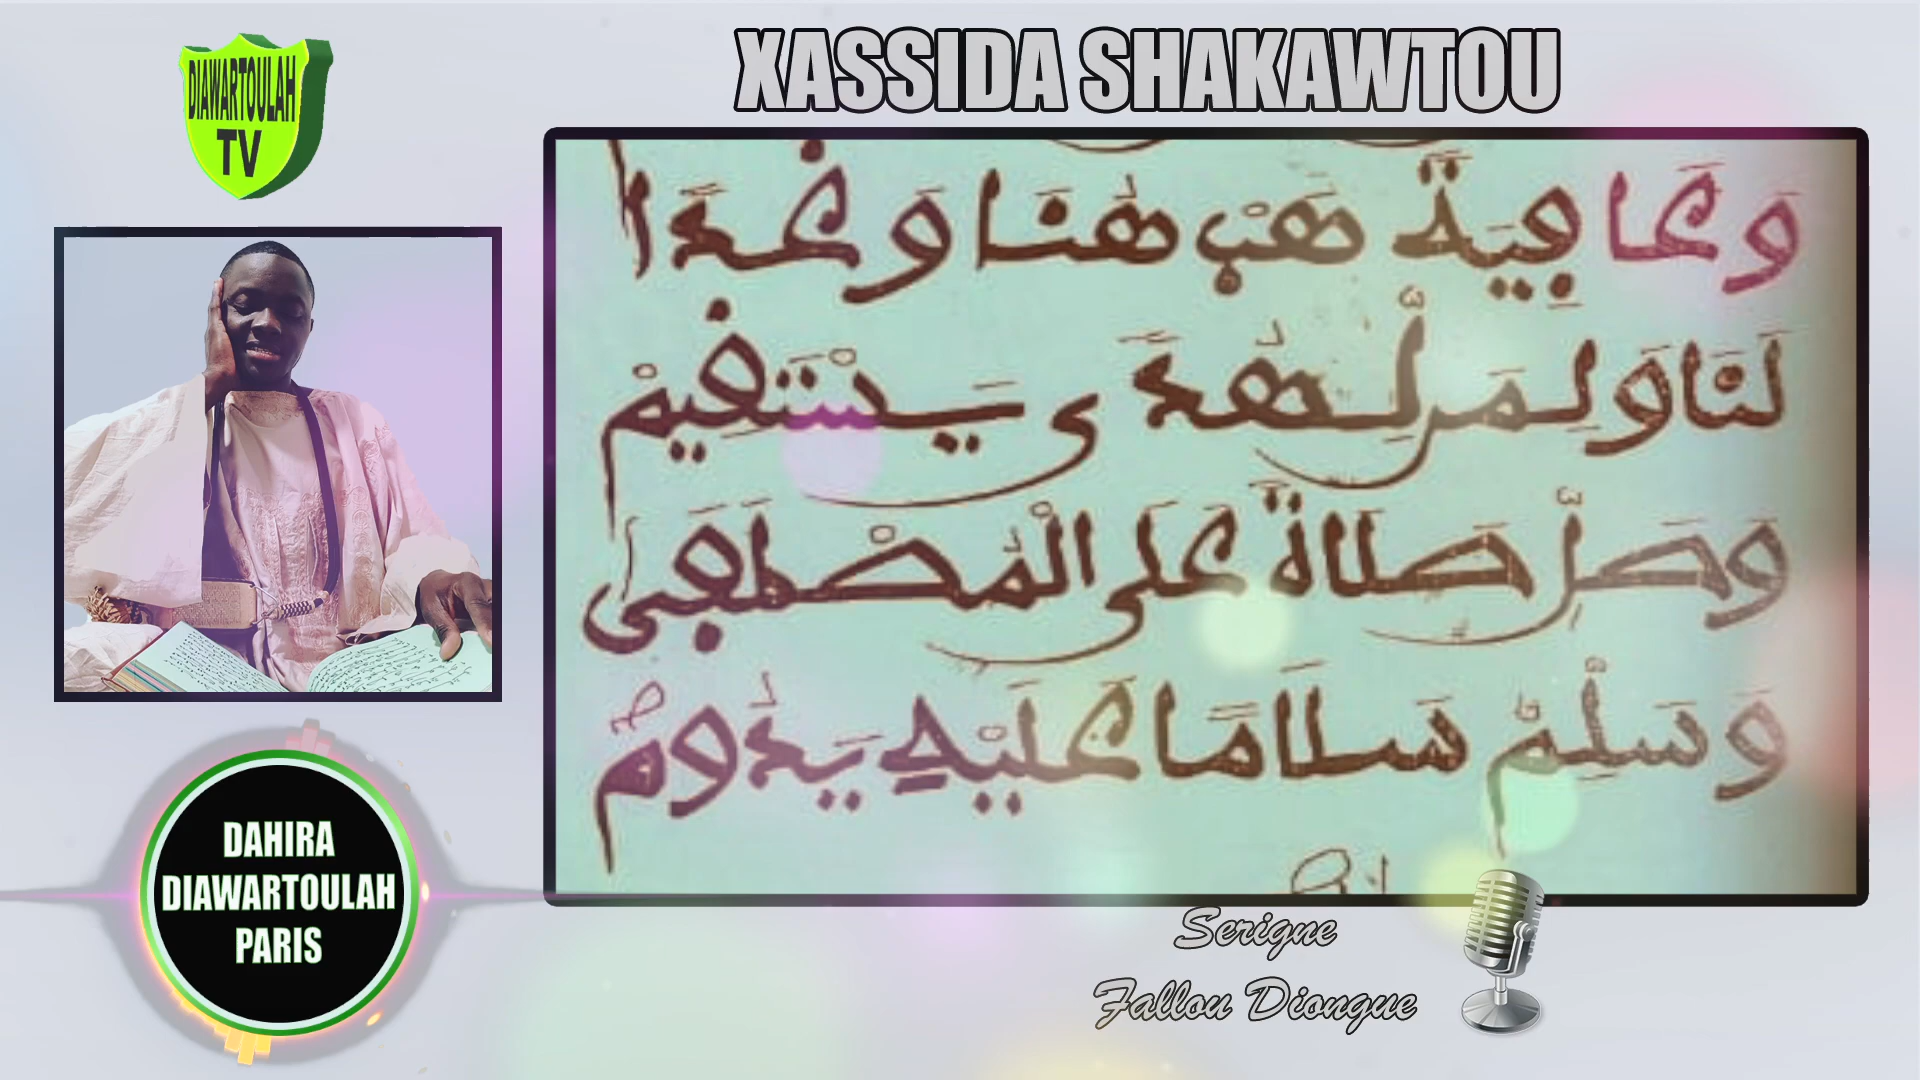 XASSIDA SHAKAWTOU
DIAWARTOULAH
TV
وَعَافِيَةً هَبْ هَٰهُنَا وَغَدًا
لَنَا وَلِمَن لِّهَدْيٍ يَسْتَقِيمْ
وَصَلِّ صَلَاةً عَلَى الْمُصْطَفَى
وَسَلِّمْ سَلَامًا عَلَيْهِ يَدُومْ
DAHIRA
DIAWARTOULAH
PARIS
Serigne
Fallou Diongue